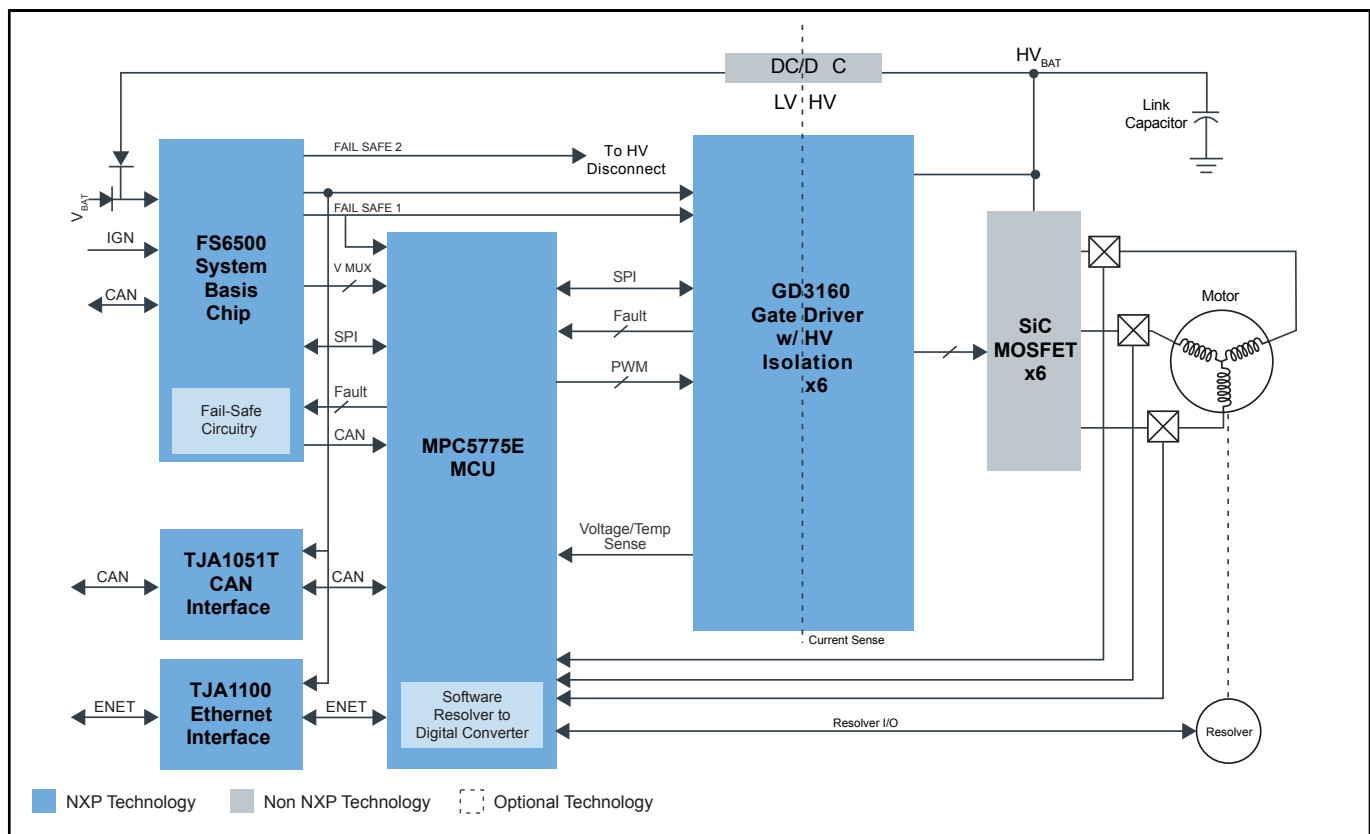 DC/D C
HV BAT
LV HV
Link
Capacitor
FAIL SAFE 2
To HV
Disconnect
V BAT
FAIL SAFE 1
IGN
CAN
FS6500
System
Basis
Chip
V MUX
SPI
Fault
CAN
Fail-Safe
Circuitry
MPC5775E
MCU
SPI
Fault
PWM
Voltage/Temp
Sense
GD3160
Gate Driver
w/ HV
Isolation
x6
SiC
MOSFET
x6
Motor
CAN
TJA1051T
CAN
Interface
CAN
Current Sense
ENET
TJA1100
Ethernet
Interface
ENET
Software
Resolver to
Digital Converter
Resolver I/O
Resolver
NXP Technology
Non NXP Technology
Optional Technology